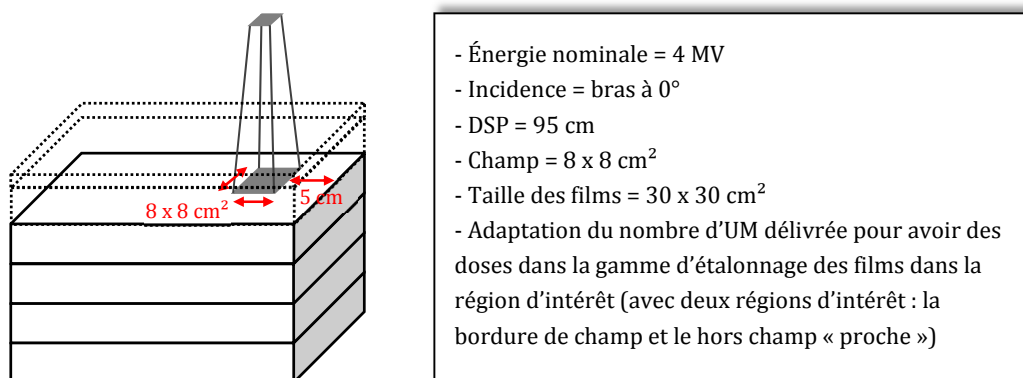 8 x 8 cm²
5 cm
- Énergie nominale = 4 MV
- Incidence = bras à 0°
- DSP = 95 cm
- Champ = 8 x 8 cm²
- Taille des films = 30 x 30 cm²
- Adaptation du nombre d’UM délivrée pour avoir des
doses dans la gamme d’étalonnage des films dans la
région d’intérêt (avec deux régions d’intérêt : la
bordure de champ et le hors champ « proche »)